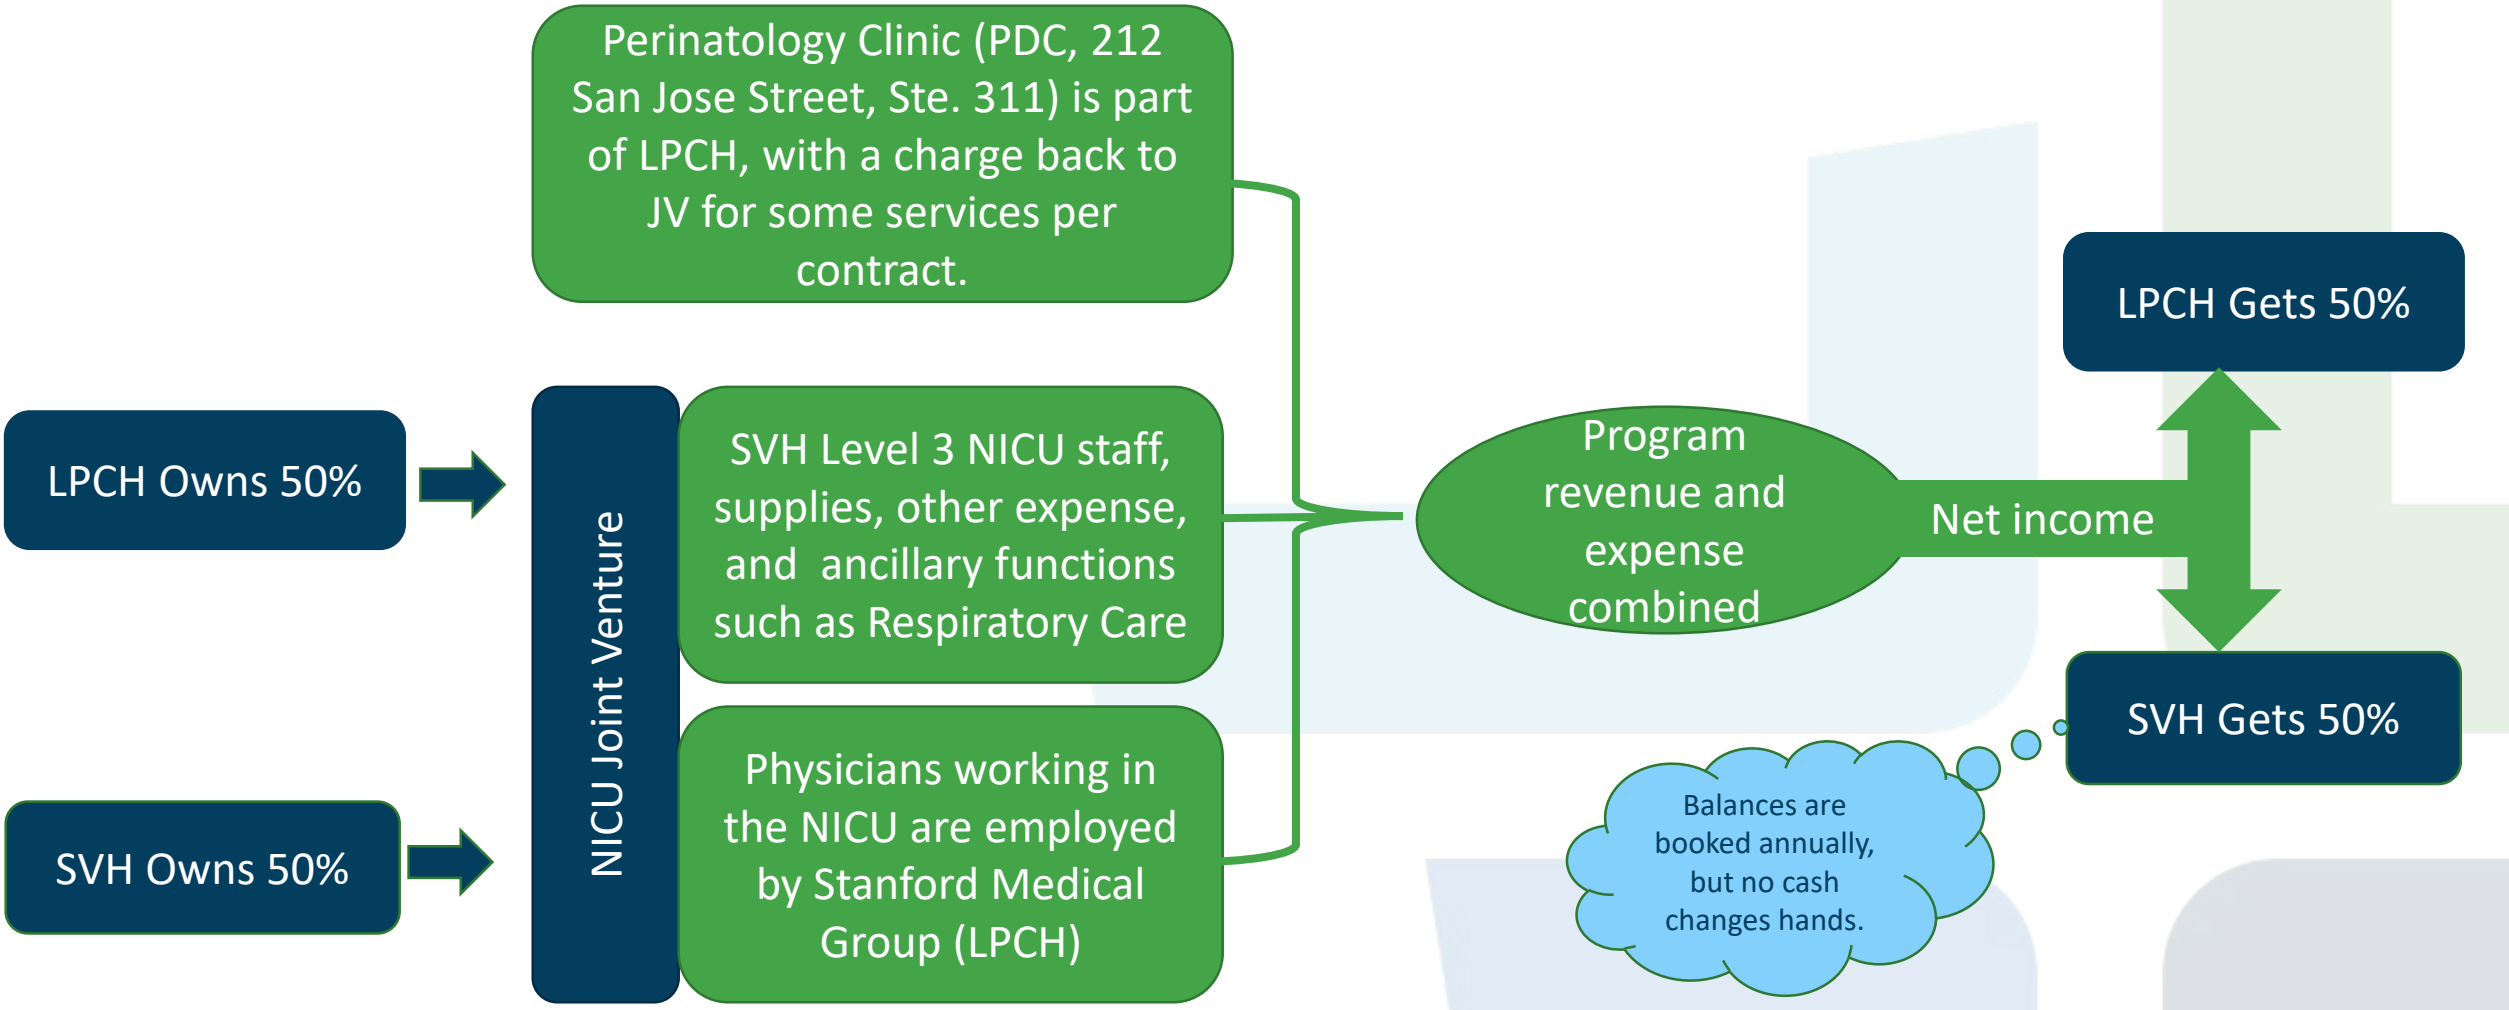 Perinatology Clinic (PDC, 212
San Jose Street, Ste. 311) is part
of LPCH, with a charge back to
JV for some services per
contract.
LPCH Owns 50%
SVH Owns 50%
NICU Joint Venture
SVH Level 3 NICU staff,
supplies, other expense,
and  ancillary functions
such as Respiratory Care
Physicians working in
the NICU are employed
by Stanford Medical
Group (LPCH)
Program
revenue and
expense
combined
Net income
LPCH Gets 50%
SVH Gets 50%
Balances are
booked annually,
but no cash
changes hands.